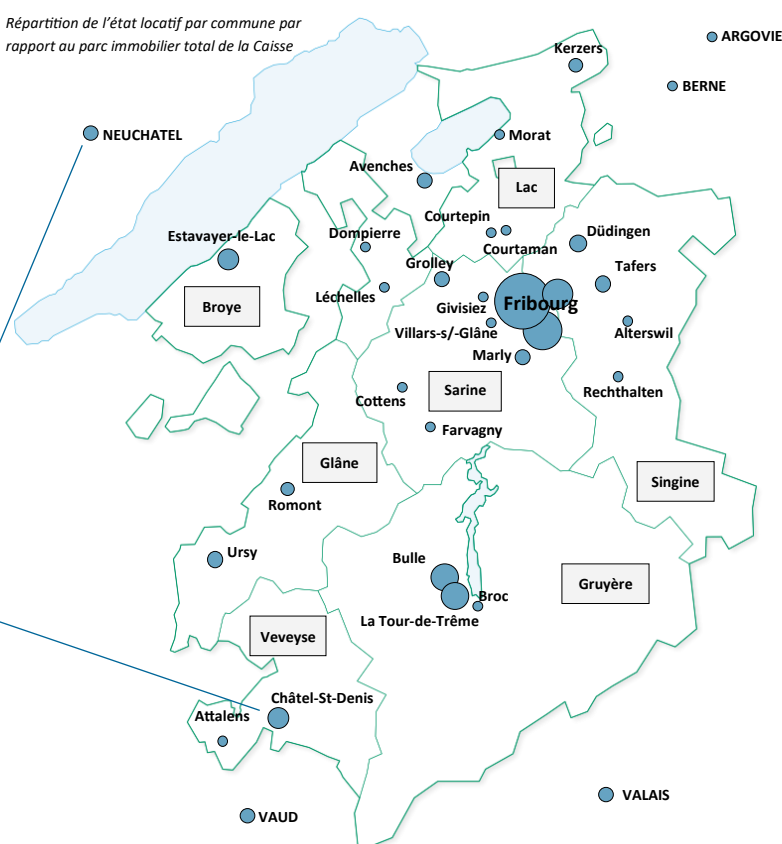 Répartition de l’état locatif par commune par
rapport au parc immobilier total de la Caisse
ARGOVIE
Kerzers
BERNE
NEUCHATEL
Morat
Avenches
Lac
Courtepin
Estavayer-le-Lac
Dompierre
Düdingen
Courtaman
Grolley
Tafers
Léchelles
Broye
Givisiez
Fribourg
Villars-s/-Glâne
Alterswil
Marly
Sarine
Rechthalten
Cottens
Farvagny
Glâne
Singine
Romont
Ursy
Bulle
Gruyère
Broc
La Tour-de-Trême
Veveyse
Châtel-St-Denis
Attalens
VALAIS
VAUD